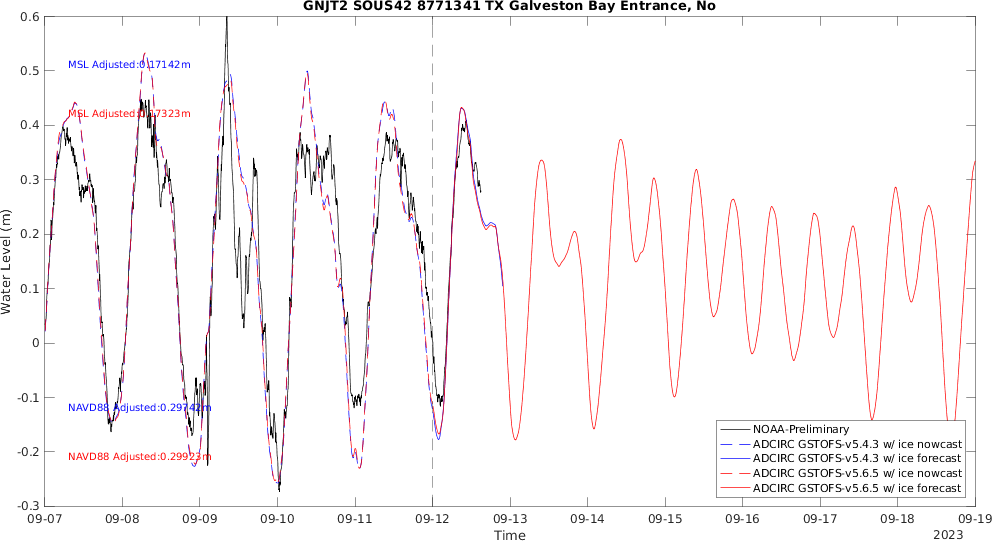 GNJT2 SOUS42 8771341 TX Galveston Bay Entrance, No
0.6
0.5
0.4
0.3
0.2
0.1
0
-0.1
-0.2
-0.3
Water Level (m)
MSL Adjusted:0.17142m
MSL Adjusted:0.17323m
NAVD88 Adjusted:0.29742m
NAVD88 Adjusted:0.29923m
NOAA-Preliminary
ADCIRC GSTOFS-v5.4.3 w/ ice nowcast
ADCIRC GSTOFS-v5.4.3 w/ ice forecast
ADCIRC GSTOFS-v5.6.5 w/ ice nowcast
ADCIRC GSTOFS-v5.6.5 w/ ice forecast
09-07 09-08 09-09 09-10 09-11 09-12 09-13 09-14 09-15 09-16 09-17 09-18 09-19
Time
2023